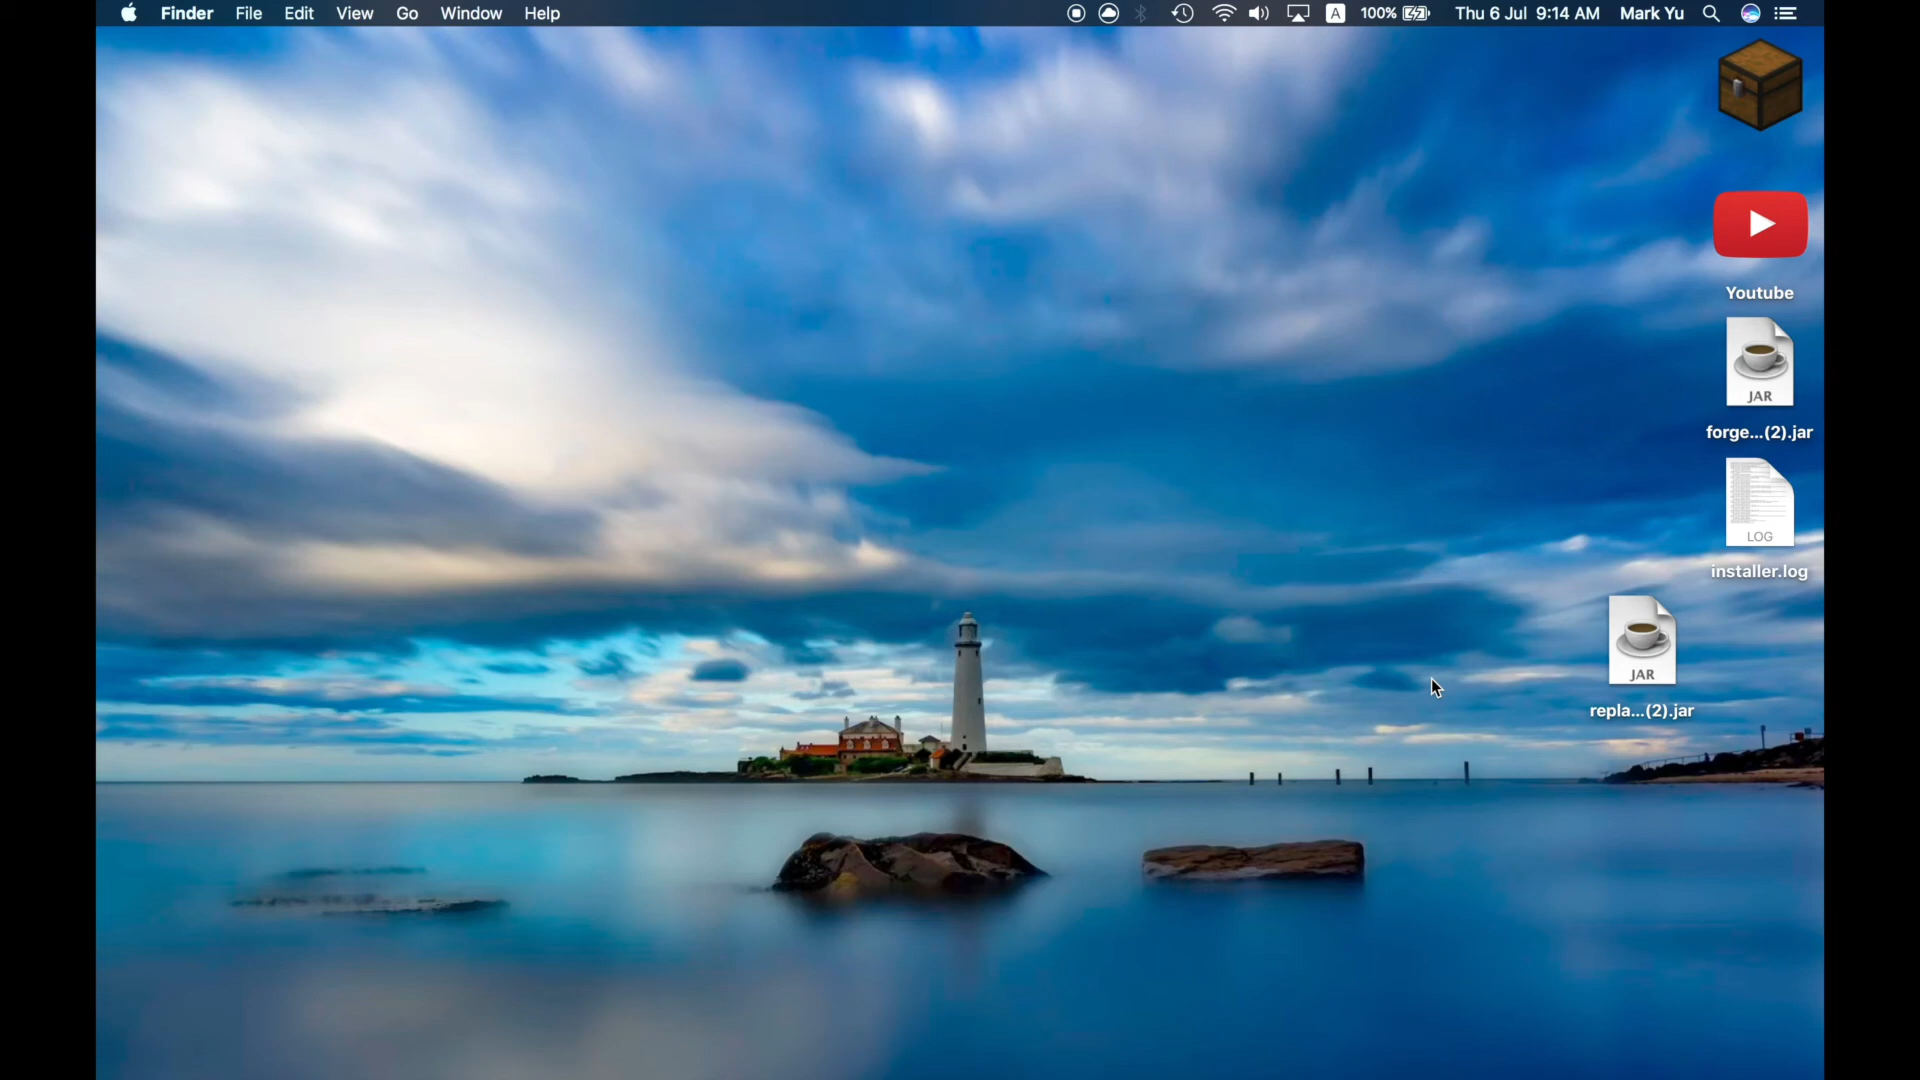 Finder File Edit View Go Window Help A 100% Thu 6 Jul 9:14 AM Mark Yu
Youtube
JAR
forge...(2).jar
LOG
installer.log
JAR
repla...(2).jar